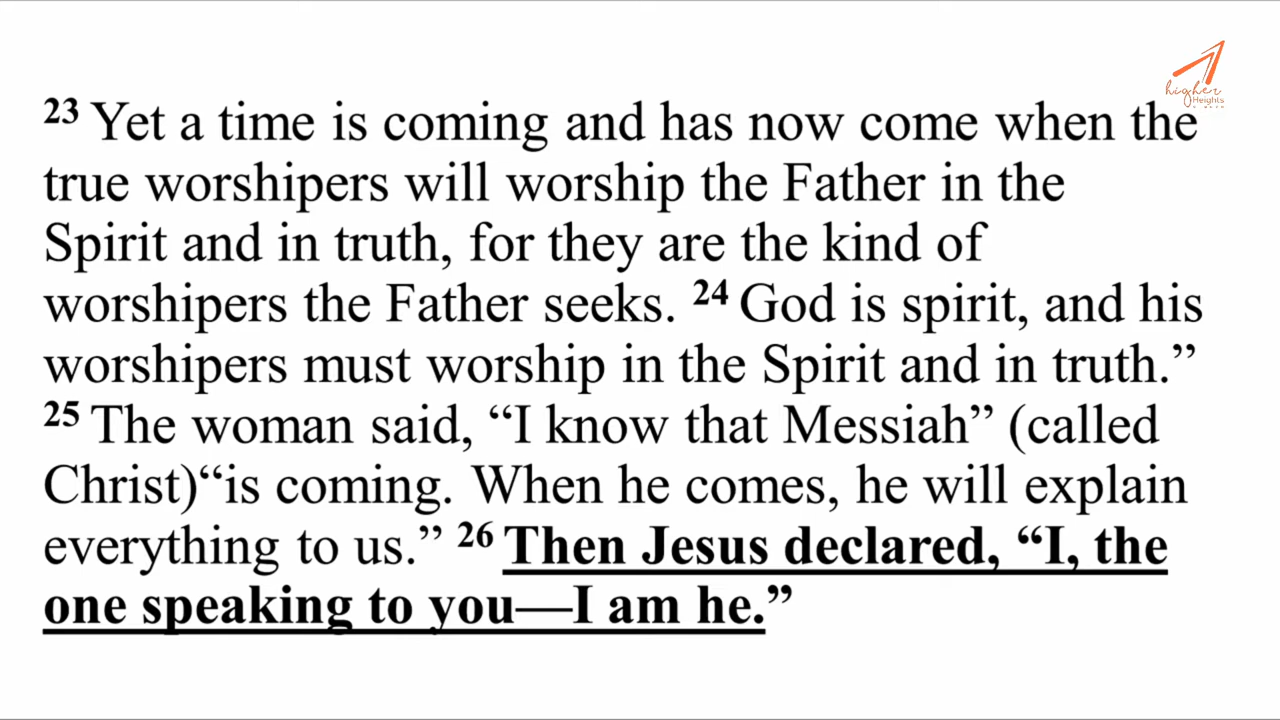 higher
Heights
23 Yet a time is coming and has now come when the
true worshipers will worship the Father in the
Spirit and in truth, for they are the kind of
worshipers the Father seeks. 24 God is spirit, and his
worshipers must worship in the Spirit and in truth.”
25 The woman said, “I know that Messiah” (called
Christ)“is coming. When he comes, he will explain
everything to us.” 26 Then Jesus declared, “I, the
one speaking to you—I am he.”